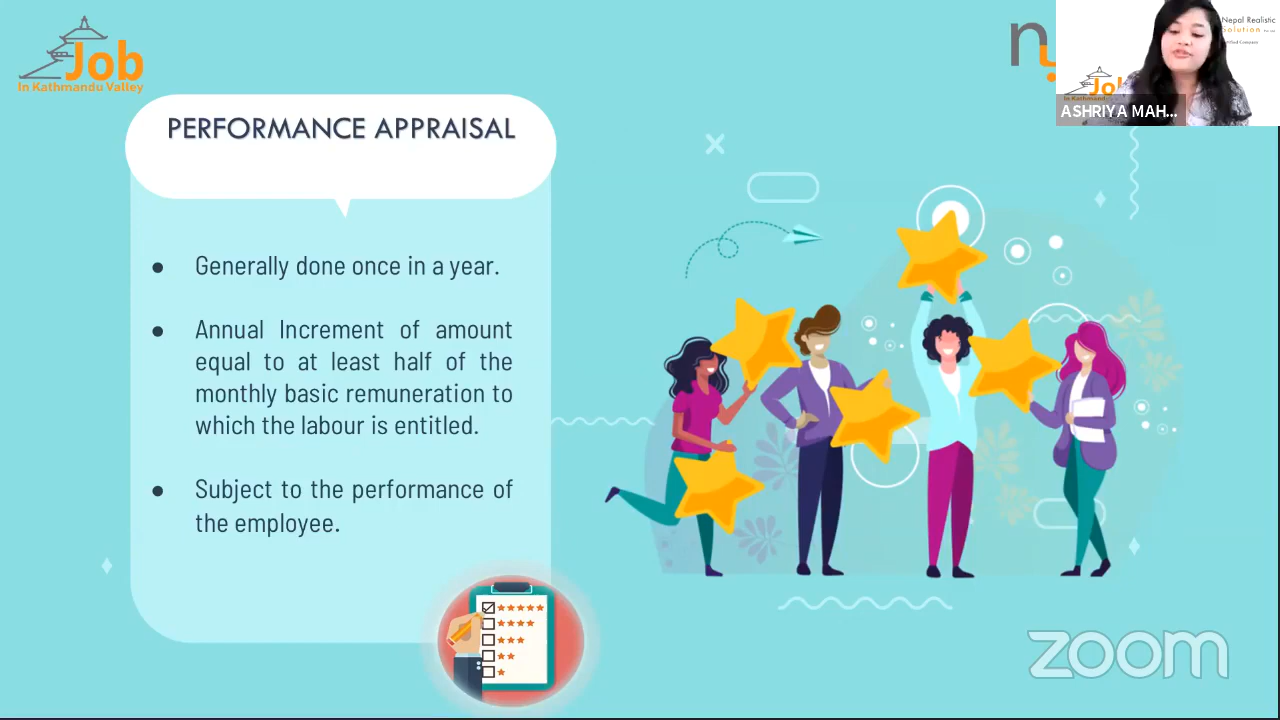 Job
In Kathmandu Valley
Nepal Realistic
Solution
ASHRIYA MAH...
PERFORMANCE APPRAISAL
● Generally done once in a year.
● Annual Increment of amount
equal to at least half of the
monthly basic remuneration to
which the labour is entitled.
● Subject to the performance of
the employee.
zoom